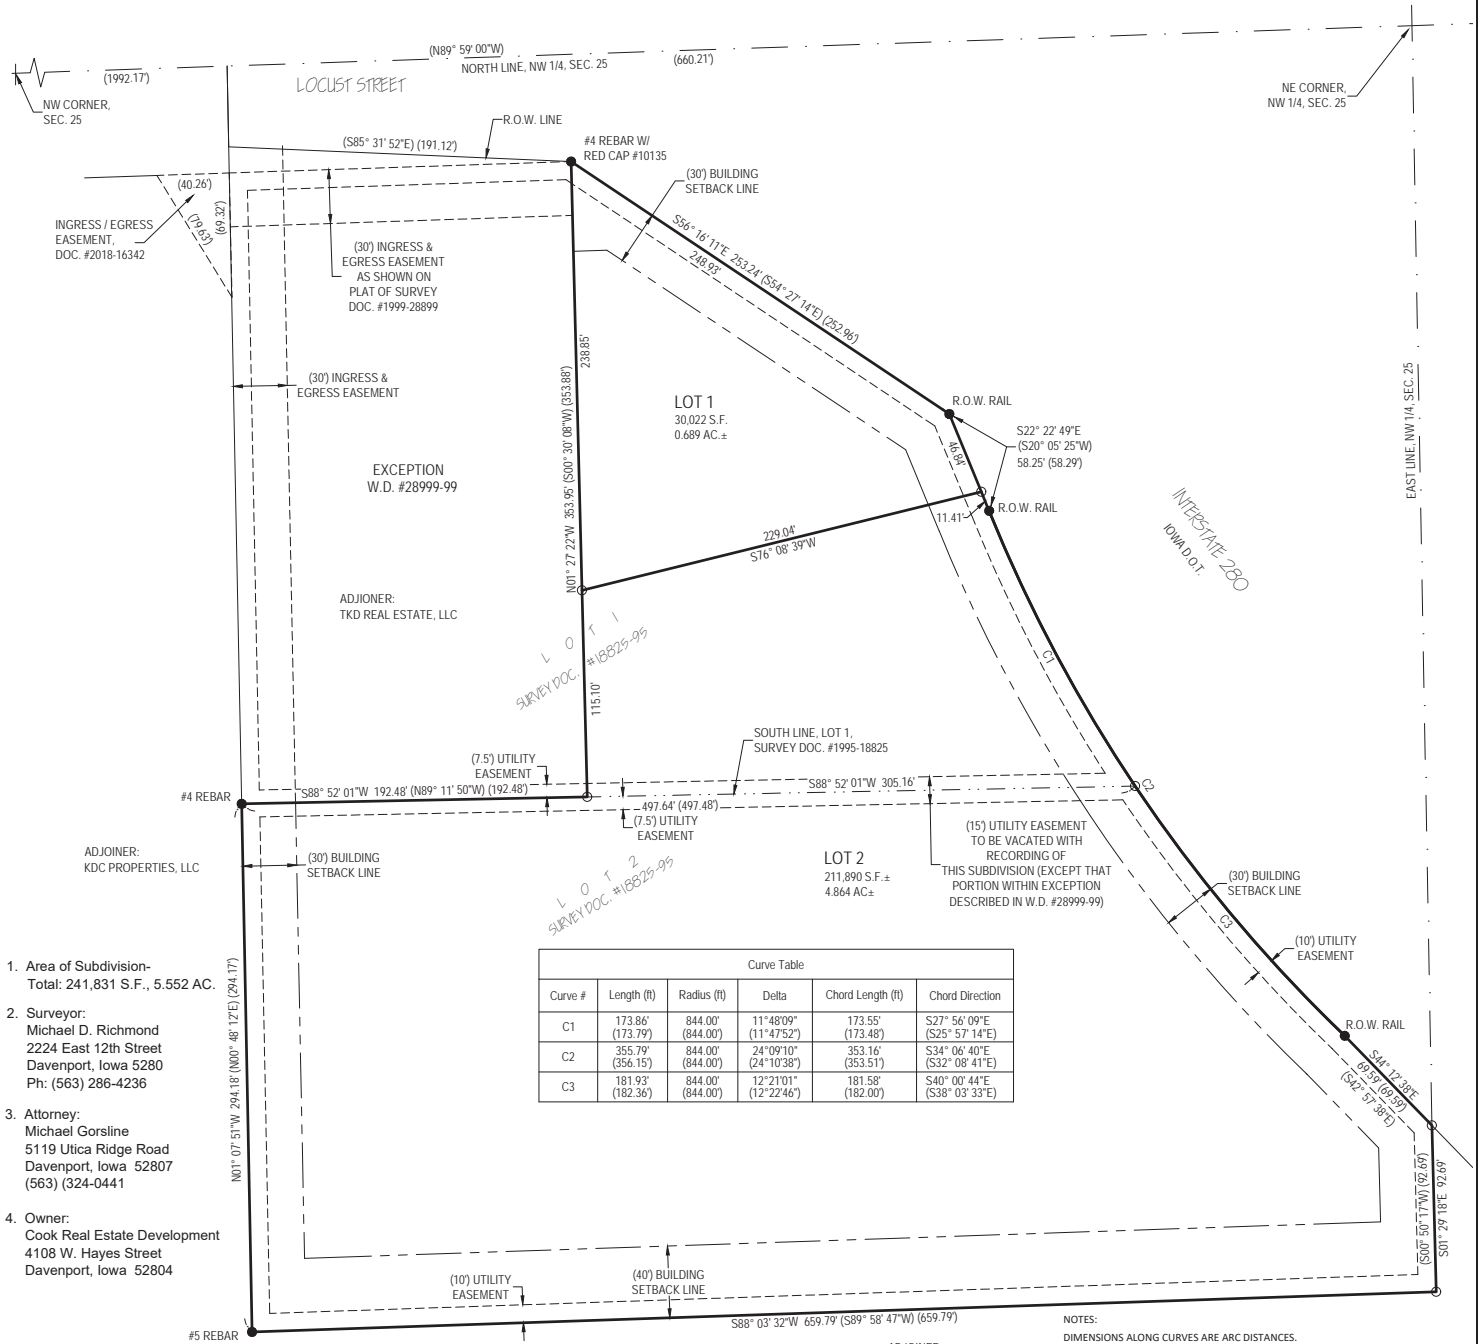 (N89° 59' 00"W)
NORTH LINE, NW 1/4, SEC. 25
(660.21')
(1992.17')
LOCUST STREET
NW CORNER,
SEC. 25
NE CORNER,
NW 1/4, SEC. 25
R.O.W. LINE
(S85° 31' 52"E) (191.12')
#4 REBAR W/
RED CAP #10135
(30') BUILDING
SETBACK LINE
(40.26')
(79.63')
(69.32')
INGRESS / EGRESS
EASEMENT,
DOC. #2018-16342
(30') INGRESS &
EGRESS EASEMENT
AS SHOWN ON
PLAT OF SURVEY
DOC. #1999-28899
S56° 16' 11"E 253.24' (S54° 27' 14"E) (252.96')
248.93'
238.85'
(30') INGRESS &
EGRESS EASEMENT
N01° 27' 22"W 353.95' (S00° 30' 08"W) (353.88')
LOT 1
30,022 S.F.
0.689 AC.±
R.O.W. RAIL
S22° 22' 49"E
(S20° 05' 25"W)
58.25' (58.29')
46.84'
EAST LINE, NW 1/4, SEC. 25
EXCEPTION
W.D. #28999-99
R.O.W. RAIL
11.41'
INTERSTATE 280
IOWA D.O.T.
229.04'
S76° 08' 39"W
ADJIONER:
TKD REAL ESTATE, LLC
LOT 1
SURVEY DOC. #18825-95
C1
115.10'
SOUTH LINE, LOT 1,
SURVEY DOC. #1995-18825
(7.5') UTILITY
EASEMENT
#4 REBAR
S88° 52' 01"W 192.48' (N89° 11' 50"W) (192.48')
S88° 52' 01"W 305.16'
C2
497.64' (497.48')
(7.5') UTILITY
EASEMENT
(15') UTILITY EASEMENT
TO BE VACATED WITH
RECORDING OF
THIS SUBDIVISION (EXCEPT THAT
PORTION WITHIN EXCEPTION
DESCRIBED IN W.D. #28999-99)
ADJOINER:
KDC PROPERTIES, LLC
(30') BUILDING
SETBACK LINE
LOT 2
SURVEY DOC. #18825-95
LOT 2
211,890 S.F.±
4.864 AC±
(30') BUILDING
SETBACK LINE
C3
(10') UTILITY
EASEMENT
1. Area of Subdivision-
Total: 241,831 S.F., 5.552 AC.
2. Surveyor:
Michael D. Richmond
2224 East 12th Street
Davenport, Iowa 5280
Ph: (563) 286-4236
3. Attorney:
Michael Gorsline
5119 Utica Ridge Road
Davenport, Iowa 52807
(563) (324-0441
4. Owner:
Cook Real Estate Development
4108 W. Hayes Street
Davenport, Iowa 52804
N01° 07' 51"W 294.18' (N00° 48' 12"E) (294.17')
Curve Table
Curve # Length (ft) Radius (ft) Delta Chord Length (ft) Chord Direction
C1 173.86' 844.00' 11°48'09" 173.55' S27° 56' 09"E
(173.79') (844.00') (11°47'52") (173.48') (S25° 57' 14"E)
C2 355.79' 844.00' 24°09'10" 353.16' S34° 06' 40"E
(356.15') (844.00') (24°10'38") (353.51') (S32° 08' 41"E)
C3 181.93' 844.00' 12°21'01" 181.58' S40° 00' 44"E
(182.36') (844.00') (12°22'46") (182.00') (S38° 03' 33"E)
R.O.W. RAIL
S44° 12' 38"E
69.59' (69.59')
(S42° 57' 38"E)
(S00° 50' 17"W) (92.69')
S01° 29' 18"E 92.69'
(10') UTILITY
EASEMENT
(40') BUILDING
SETBACK LINE
#5 REBAR
S88° 03' 32"W 659.79' (S89° 58' 47"W) (659.79')
NOTES:
DIMENSIONS ALONG CURVES ARE ARC DISTANCES.